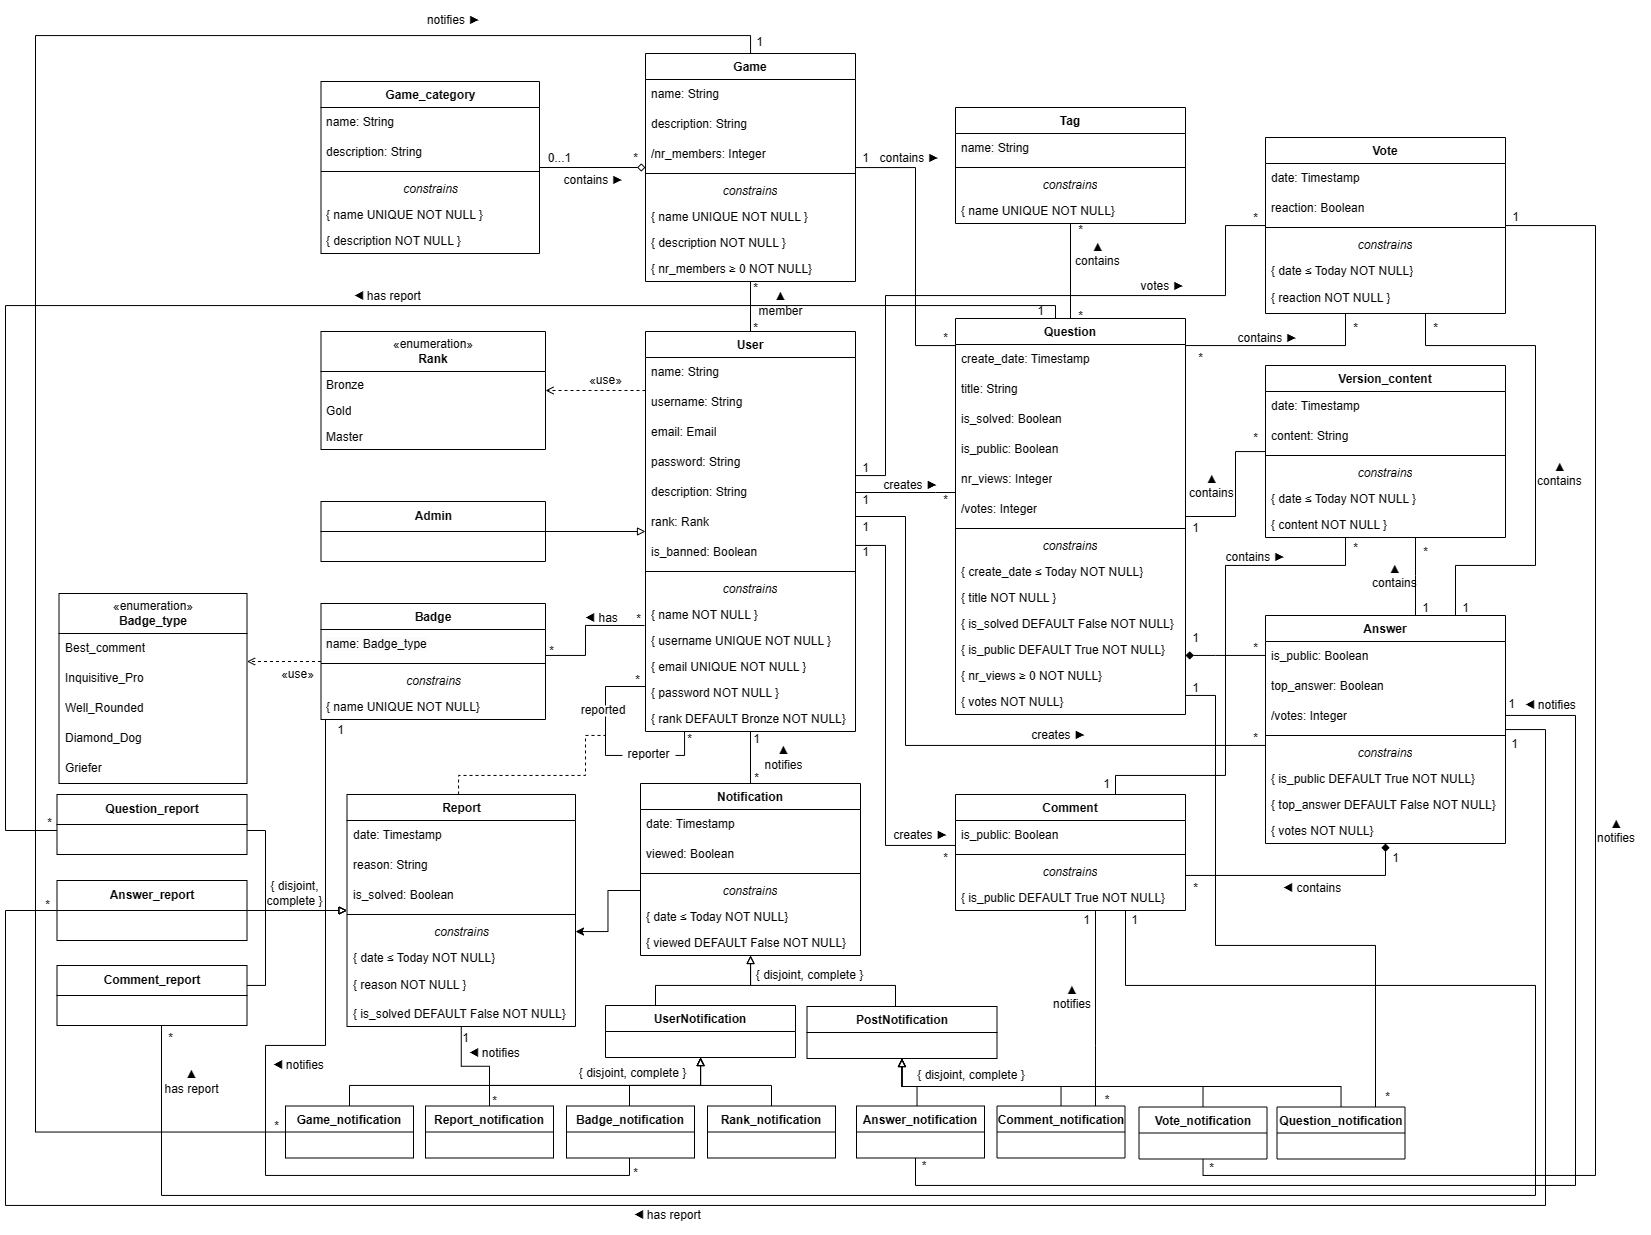 notifies ►
1
Game
name: String
description: String
/nr_members: Integer
constrains
{ name UNIQUE NOT NULL }
{ description NOT NULL }
{ nr_members ≥ 0 NOT NULL}
Game_category
name: String
description: String
constrains
{ name UNIQUE NOT NULL }
{ description NOT NULL }
0...1
*
contains ►
1 contains ►
Tag
name: String
constrains
{ name UNIQUE NOT NULL}
*
▲
contains
*
Vote
date: Timestamp
reaction: Boolean
constrains
{ date ≤ Today NOT NULL}
{ reaction NOT NULL }
*
1
votes ►
*
*
◄ has report
*
▲
member
*
1
*
«enumeration»
Rank
Bronze
Gold
Master
«use»
User
name: String
username: String
email: Email
password: String
description: String
rank: Rank
is_banned: Boolean
constrains
{ name NOT NULL }
{ username UNIQUE NOT NULL }
{ email UNIQUE NOT NULL }
{ password NOT NULL }
{ rank DEFAULT Bronze NOT NULL}
1
creates ►
1
*
1
1
Question
create_date: Timestamp
title: String
is_solved: Boolean
is_public: Boolean
nr_views: Integer
/votes: Integer
constrains
{ create_date ≤ Today NOT NULL}
{ title NOT NULL }
{ is_solved DEFAULT False NOT NULL}
{ is_public DEFAULT True NOT NULL}
{ nr_views ≥ 0 NOT NULL}
{ votes NOT NULL}
contains ►
*
Version_content
date: Timestamp
content: String
constrains
{ date ≤ Today NOT NULL }
{ content NOT NULL }
*
▲
contains
1
▲
contains
contains ►
*
*
▲
contains
1
1
Admin
«enumeration»
Badge_type
Best_comment
Inquisitive_Pro
Well_Rounded
Diamond_Dog
Griefer
«use»
Badge
name: Badge_type
constrains
{ name UNIQUE NOT NULL}
1
◄ has
*
*
*
reported
reporter
*
1
▲
notifies
*
1
*
1
Answer
is_public: Boolean
top_answer: Boolean
/votes: Integer
constrains
{ is_public DEFAULT True NOT NULL}
{ top_answer DEFAULT False NOT NULL}
{ votes NOT NULL}
1
◄ notifies
1
creates ►
*
1
▲
notifies
Question_report
*
Answer_report
*
Comment_report
*
{ disjoint,
complete }
Report
date: Timestamp
reason: String
is_solved: Boolean
constrains
{ date ≤ Today NOT NULL}
{ reason NOT NULL }
{ is_solved DEFAULT False NOT NULL}
1
◄ notifies
Notification
date: Timestamp
viewed: Boolean
constrains
{ date ≤ Today NOT NULL}
{ viewed DEFAULT False NOT NULL}
{ disjoint, complete }
1
Comment
is_public: Boolean
constrains
{ is_public DEFAULT True NOT NULL}
creates ►
*
*
◄ contains
1
1
1
▲
notifies
UserNotification
PostNotification
◄ notifies
▲
has report
{ disjoint, complete }
{ disjoint, complete }
*
Game_notification
*
Report_notification
Badge_notification
*
Rank_notification
Answer_notification
*
*
Comment_notification
Vote_notification
*
*
Question_notification
◄ has report